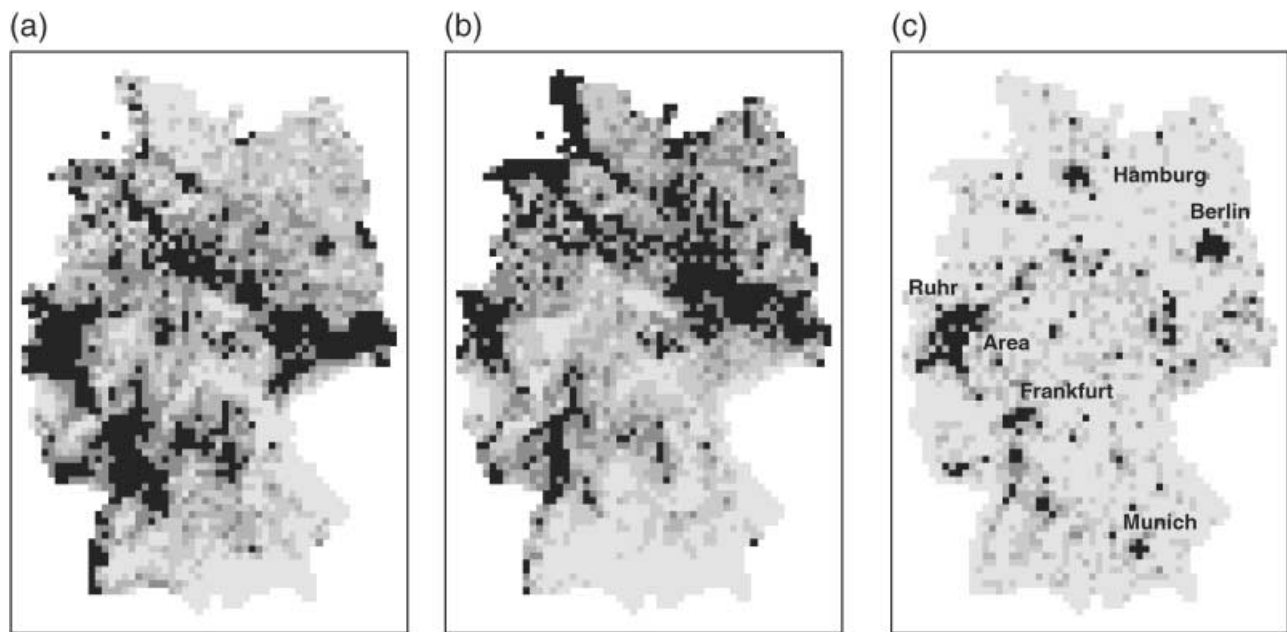 (a)
(b)
(c)
Hamburg
Berlin
Ruhr
Area
Frankfurt
Munich